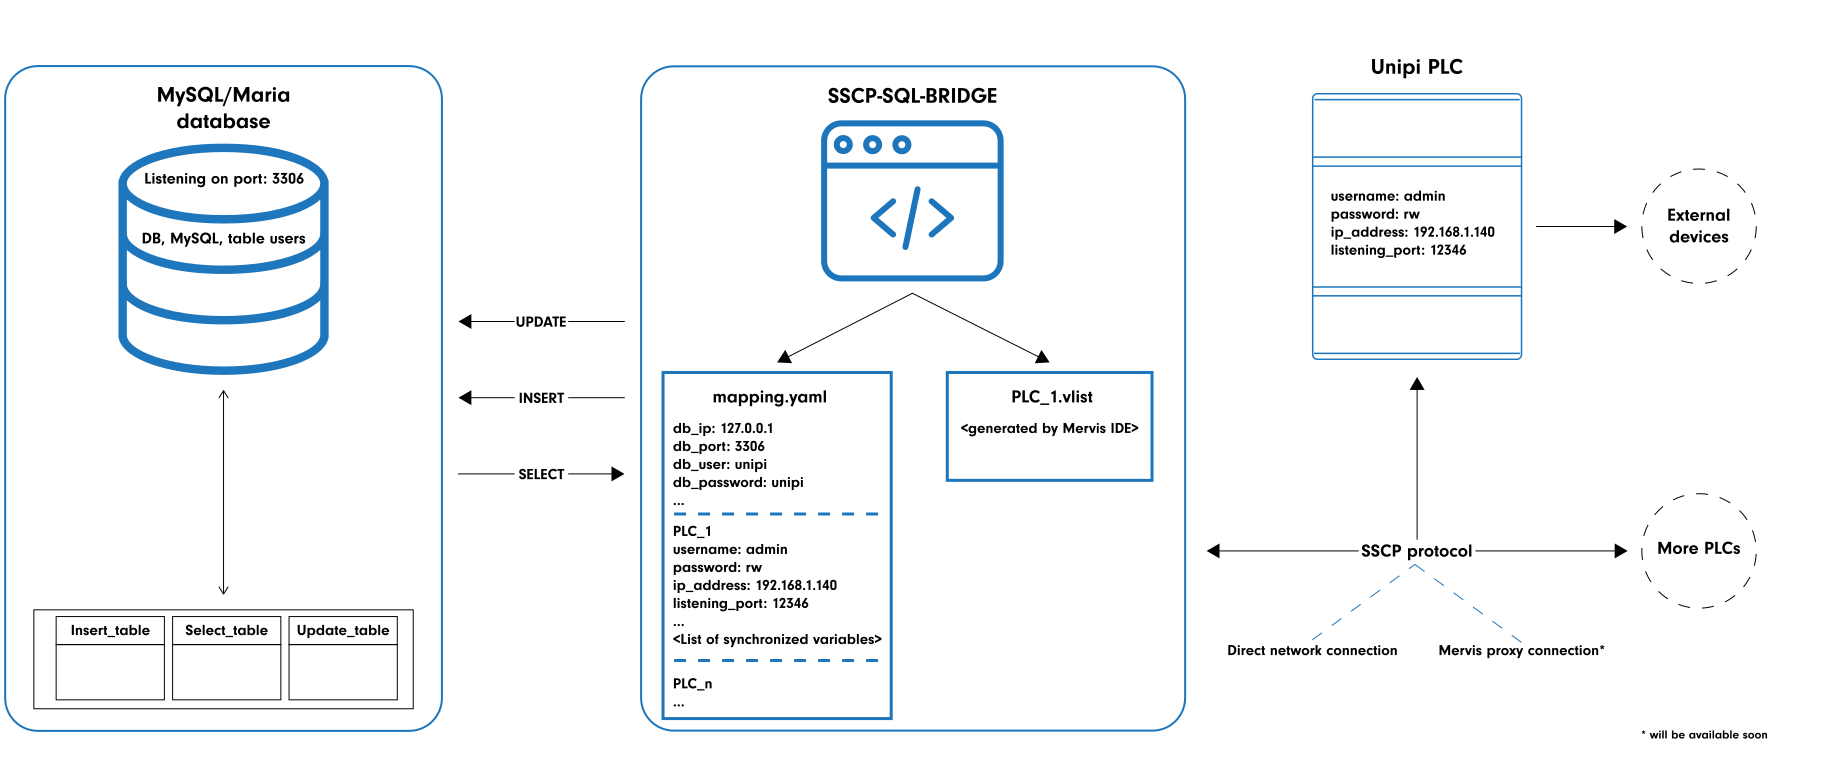 MySQL/Maria
database
Listening on port: 3306
DB, MySQL, table users
Insert_table
Select_table
Update_table
UPDATE
INSERT
SELECT
SSCP-SQL-BRIDGE
</>
mapping.yaml
db_ip: 127.0.0.1
db_port: 3306
db_user: unipi
db_password: unipi
...
PLC_1
username: admin
password: rw
ip_address: 192.168.1.140
listening_port: 12346
...
<List of synchronized variables>
PLC_n
...
PLC_1.vlist
<generated by Mervis IDE>
Unipi PLC
username: admin
password: rw
ip_address: 192.168.1.140
listening_port: 12346
External
devices
SSCP protocol
More PLCs
Direct network connection
Mervis proxy connection*
* will be available soon